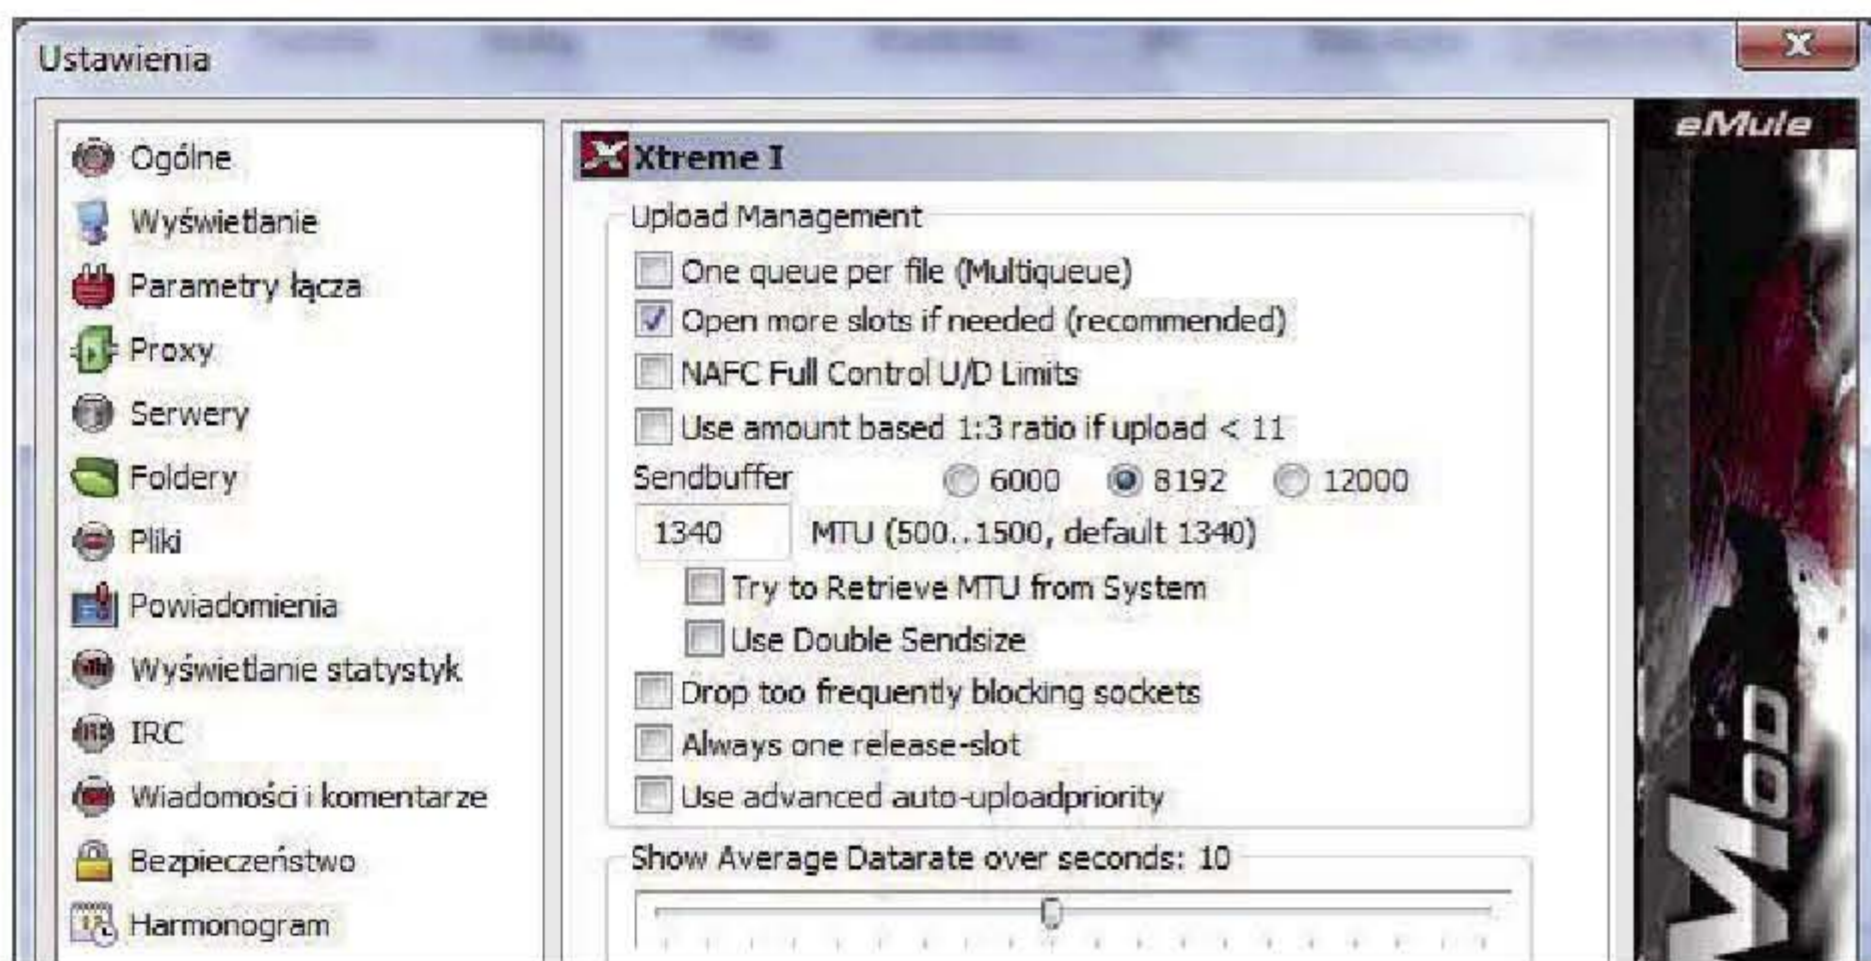 Ustawienia
eMule
Ogólne
Wyświetlanie
Parametry łącza
Proxy
Serwery
Foldery
Pliki
Powiadomienia
Wyświetlanie statystyk
IRC
Wiadomości i komentarze
Bezpieczeństwo
Harmonogram
Xtreme I
Upload Management
One queue per file (Multiqueue)
Open more slots if needed (recommended)
NAFC Full Control U/D Limits
Use amount based 1:3 ratio if upload < 11
Sendbuffer 6000 8192 12000
1340 MTU (500..1500, default 1340)
Try to Retrieve MTU from System
Use Double Sendsize
Drop too frequently blocking sockets
Always one release-slot
Use advanced auto-uploadpriority
Show Average Datarate over seconds: 10
Mod